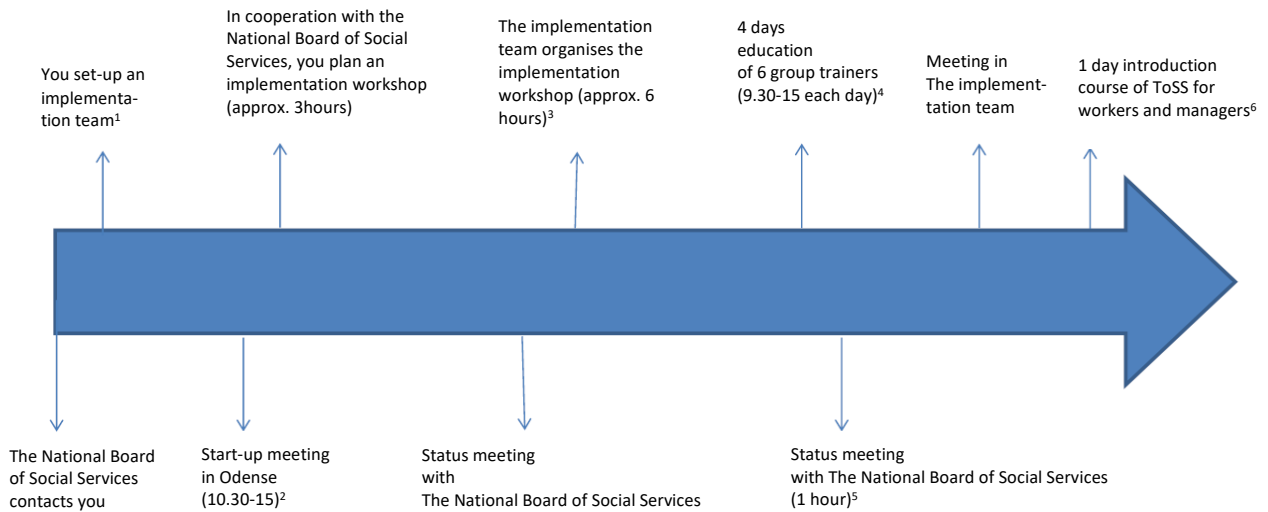 You set-up an
implementa-
tion team1
In cooperation with the
National Board of Social
Services, you plan an
implementation workshop
(approx. 3hours)
The implementation
team organises the
implementation
workshop (approx. 6
hours)3
4 days
education
of 6 group trainers
(9.30-15 each day)4
Meeting in
The implement-
tation team
1 day introduction
course of ToSS for
workers and managers6
The National Board
of Social Services
contacts you
Start-up meeting
in Odense
(10.30-15)2
Status meeting
with
The National Board of Social Services
Status meeting
with The National Board of Social Services
(1 hour)5